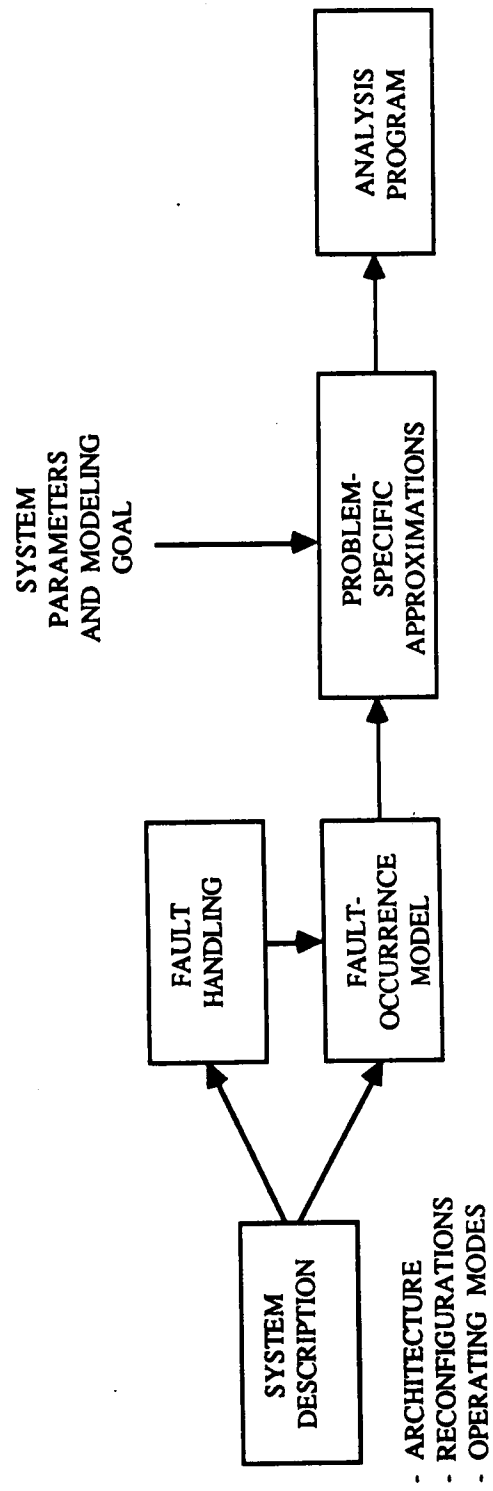 SYSTEM
DESCRIPTION
- ARCHITECTURE
- RECONFIGURATIONS
- OPERATING MODES
FAULT
HANDLING
FAULT-
OCCURRENCE
MODEL
SYSTEM
PARAMETERS
AND MODELING
GOAL
PROBLEM-
SPECIFIC
APPROXIMATIONS
ANALYSIS
PROGRAM